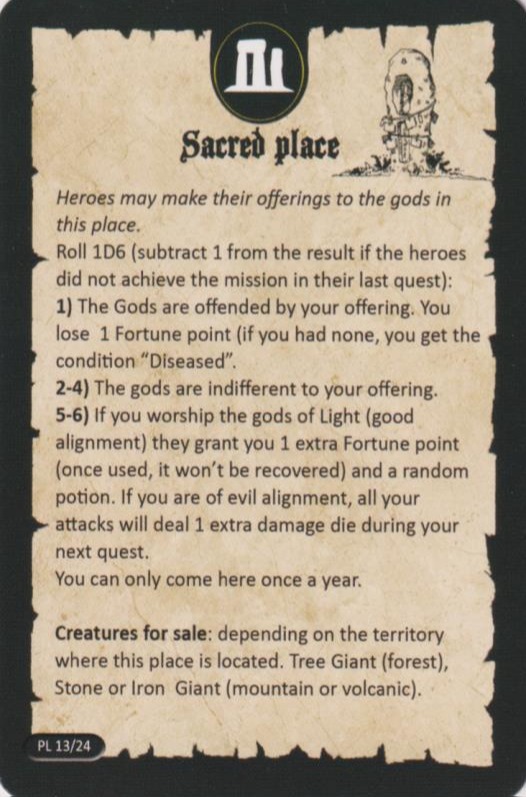 Sacred place
Heroes may make their offerings to the gods in
this place.
Roll 1D6 (subtract 1 from the result if the heroes
did not achieve the mission in their last quest):
1) The Gods are offended by your offering. You
lose 1 Fortune point (if you had none, you get the
condition “Diseased”.
2-4) The gods are indifferent to your offering.
5-6) If you worship the gods of Light (good
alignment) they grant you 1 extra Fortune point
(once used, it won’t be recovered) and a random
potion. If you are of evil alignment, all your
attacks will deal 1 extra damage die during your
next quest.
You can only come here once a year.
Creatures for sale: depending on the territory
where this place is located. Tree Giant (forest),
Stone or Iron Giant (mountain or volcanic).
PL 13/24